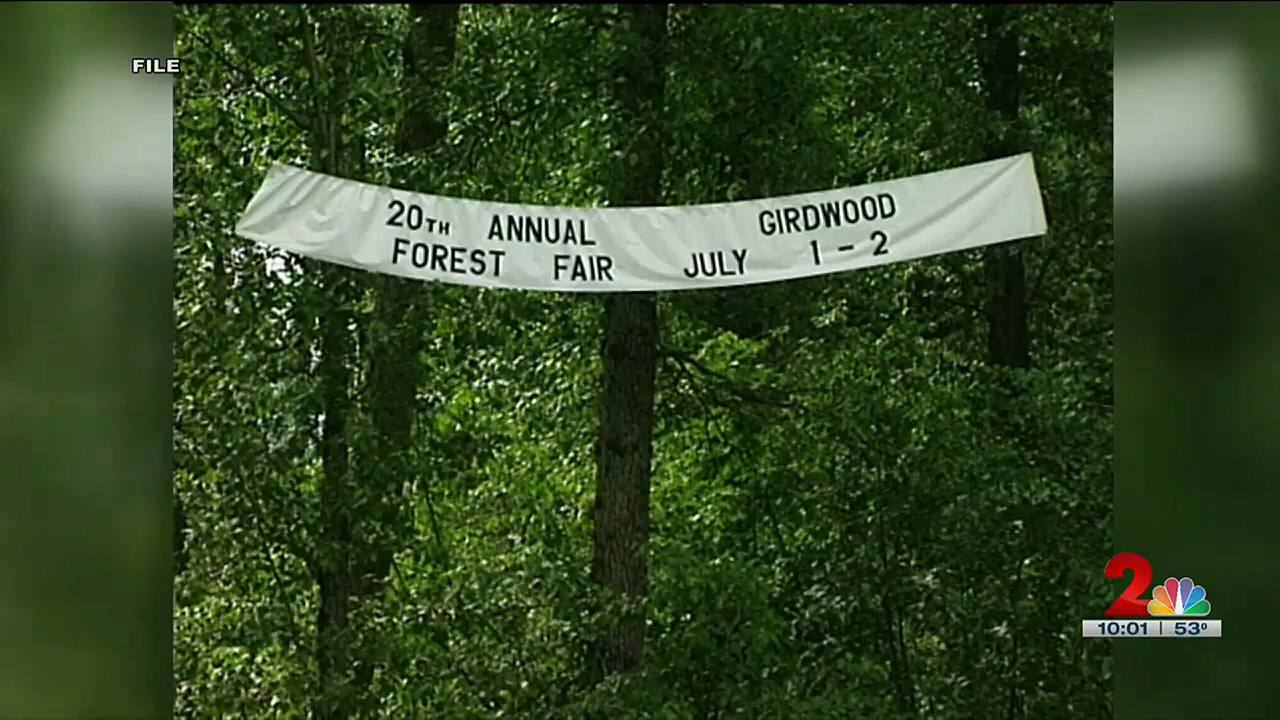 FILE
20TH ANNUAL GIRDWOOD
FOREST FAIR JULY 1 - 2
2
10:01 | 53°